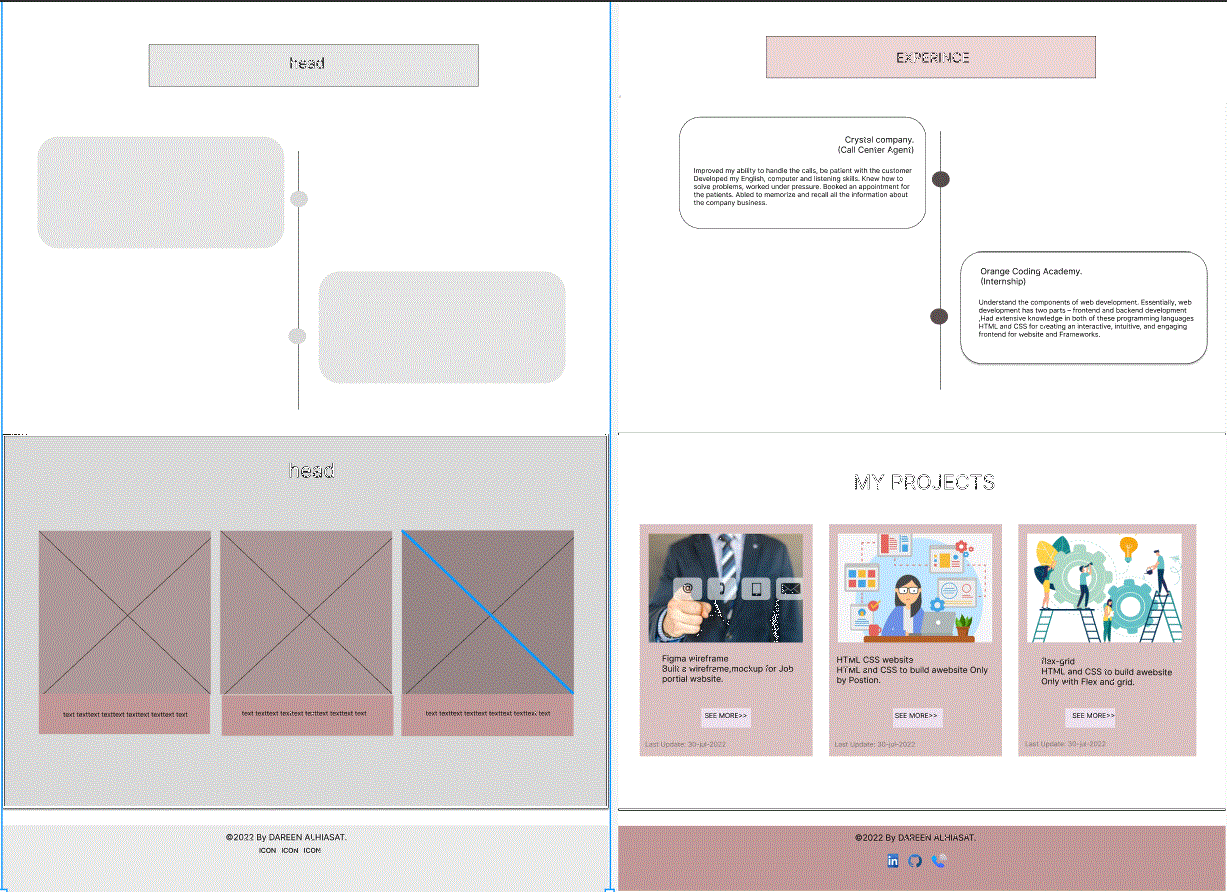 head
head
text texttext texttext texttext texttext text
text texttext texttext texttext texttext text
text texttext texttext texttext texttext text
©2022 By DAREEN ALHIASAT.
ICON ICON ICON
EXPERINCE
Crystal company.
(Call Center Agent)
Improved my ability to handle the calls, be patient with the customer
Developed my English, computer and listening skills. Knew how to
solve problems, worked under pressure. Booked an appointment for
the patients. Abled to memorize and recall all the information about
the company business.
Orange Coding Academy.
(Internship)
Understand the components of web development. Essentially, web
development has two parts – frontend and backend development
,Had extensive knowledge in both of these programming languages
HTML and CSS for creating an interactive, intuitive, and engaging
frontend for website and Frameworks.
MY PROJECTS
Figma wireframe
Built a wireframe,mockup for Job
portial website.
SEE MORE>>
Last Update: 30-jul-2022
HTML CSS website
HTML and CSS to build awebsite Only
by Postion.
SEE MORE>>
Last Update: 30-jul-2022
flex-grid
HTML and CSS to build awebsite
Only with Flex and grid.
SEE MORE>>
Last Update: 30-jul-2022
©2022 By DAREEN ALHIASAT.
in